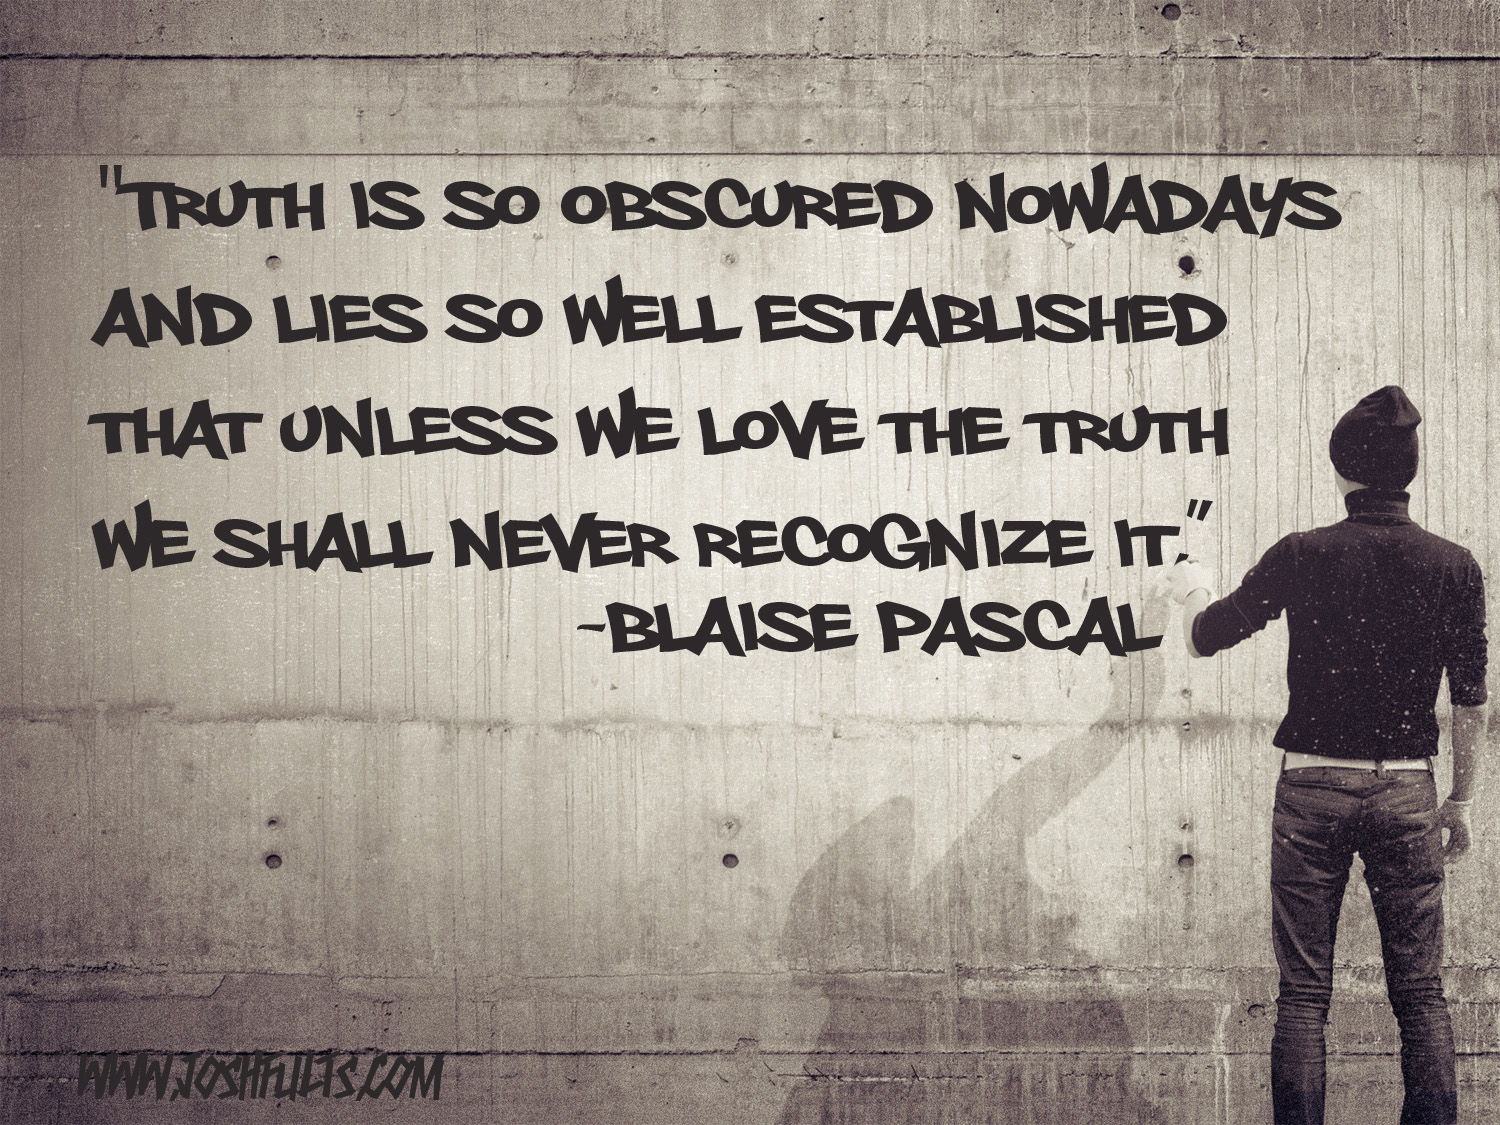 "TRUTH IS SO OBSCURED NOWADAYS
AND LIES SO WELL ESTABLISHED
THAT UNLESS WE LOVE THE TRUTH
WE SHALL NEVER RECOGNIZE IT."
-BLAISE PASCAL
WWW.JOSHFULTS.COM